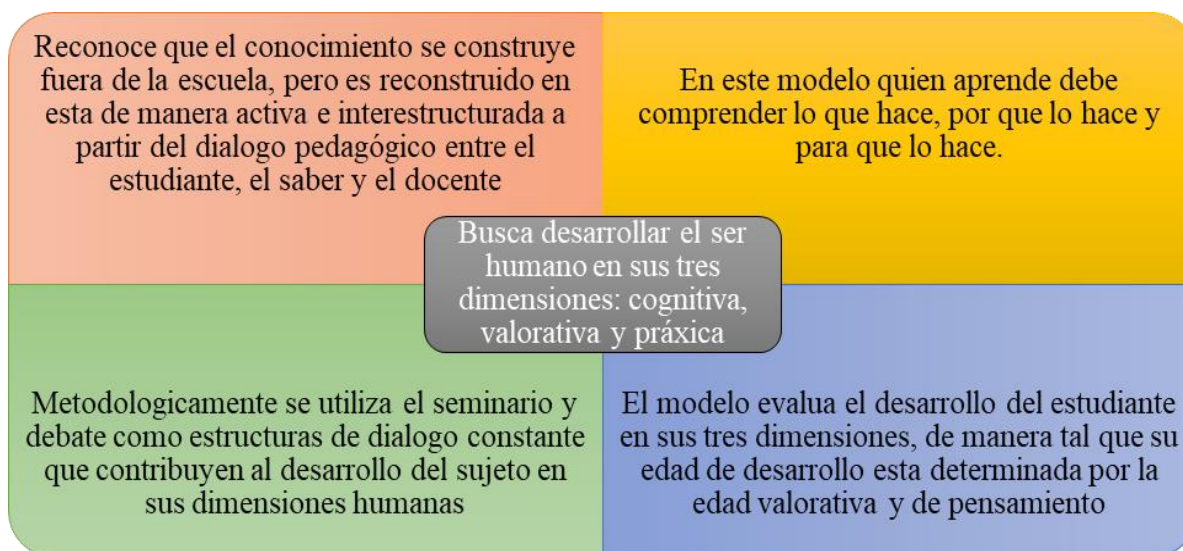 Reconoce que el conocimiento se construye
fuera de la escuela, pero es reconstruido en
esta de manera activa e interestructurada a
partir del dialogo pedagógico entre el
estudiante, el saber y el docente
En este modelo quien aprende debe
comprender lo que hace, por que lo hace y
para que lo hace.
Busca desarrollar el ser
humano en sus tres
dimensiones: cognitiva,
valorativa y práxica
Metodologicamente se utiliza el seminario y
debate como estructuras de dialogo constante
que contribuyen al desarrollo del sujeto en
sus dimensiones humanas
El modelo evalua el desarrollo del estudiante
en sus tres dimensiones, de manera tal que su
edad de desarrollo esta determinada por la
edad valorativa y de pensamiento